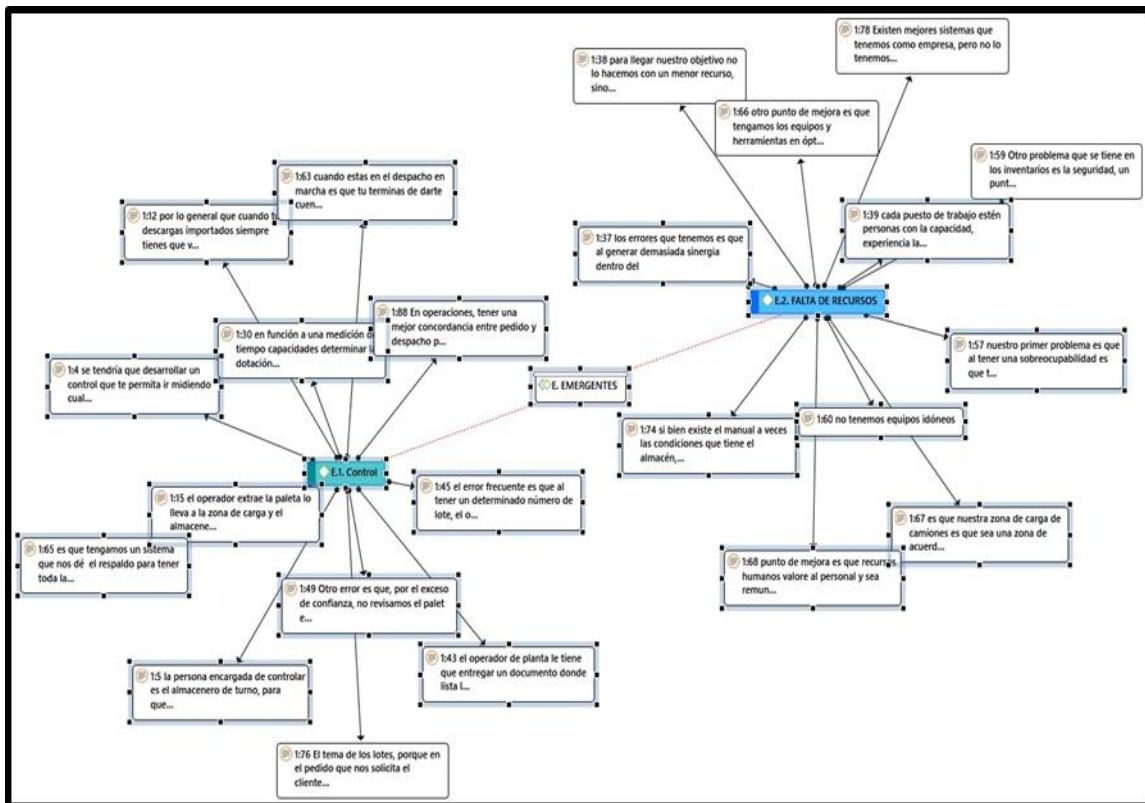 1:78 Existen mejores sistemas que
tenemos como empresa, pero no lo
tenemos...
1:38 para llegar nuestro objetivo no
lo hacemos con un menor recurso,
sino...
1:66 otro punto de mejora es que
tengamos los equipos y
herramientas en ópt...
1:59 Otro problema que se tiene en
los inventarios es la seguridad, un
punt...
1:63 cuando estas en el despacho en
marcha es que tu terminas de darte
cuen...
1:12 por lo general que cuando
descargas importados siempre
tienes que v...
1:39 cada puesto de trabajo estén
personas con la capacidad,
experiencia la...
1:37 los errores que tenemos es que
al generar demasiada sinergia
dentro del
E.2. FALTA DE RECURSOS
1:88 En operaciones, tener una
mejor concordancia entre pedido y
despacho p...
1:30 en función a una medición
tiempo capacidades determinar
dotación...
1:57 nuestro primer problema es que
al tener una sobreocupabilidad es
que t...
1:4 se tendría que desarrollar un
control que te permita ir midiendo
cual...
E. EMERGENTES
1:74 si bien existe el manual a veces
las condiciones que tiene el
almacén,...
1:60 no tenemos equipos idóneos
E.1. Control
1:45 el error frecuente es que al
tener un determinado número de
lote, el o...
1:15 el operador extrae la paleta lo
lleva a la zona de carga y el
almacene...
1:67 es que nuestra zona de carga de
camiones es que sea una zona de
acuerd...
1:65 es que tengamos un sistema
que nos dé el respaldo para tener
toda la...
1:68 punto de mejora es que recursos
humanos valore al personal y sea
remun...
1:49 Otro error es que, por el exceso
de confianza, no revisamos el palet
e...
1:43 el operador de planta le tiene
que entregar un documento donde
lista l...
1:5 la persona encargada de controlar
es el almacenero de turno, para
que...
1:76 El tema de los lotes, porque en
el pedido que nos solicita el
cliente...